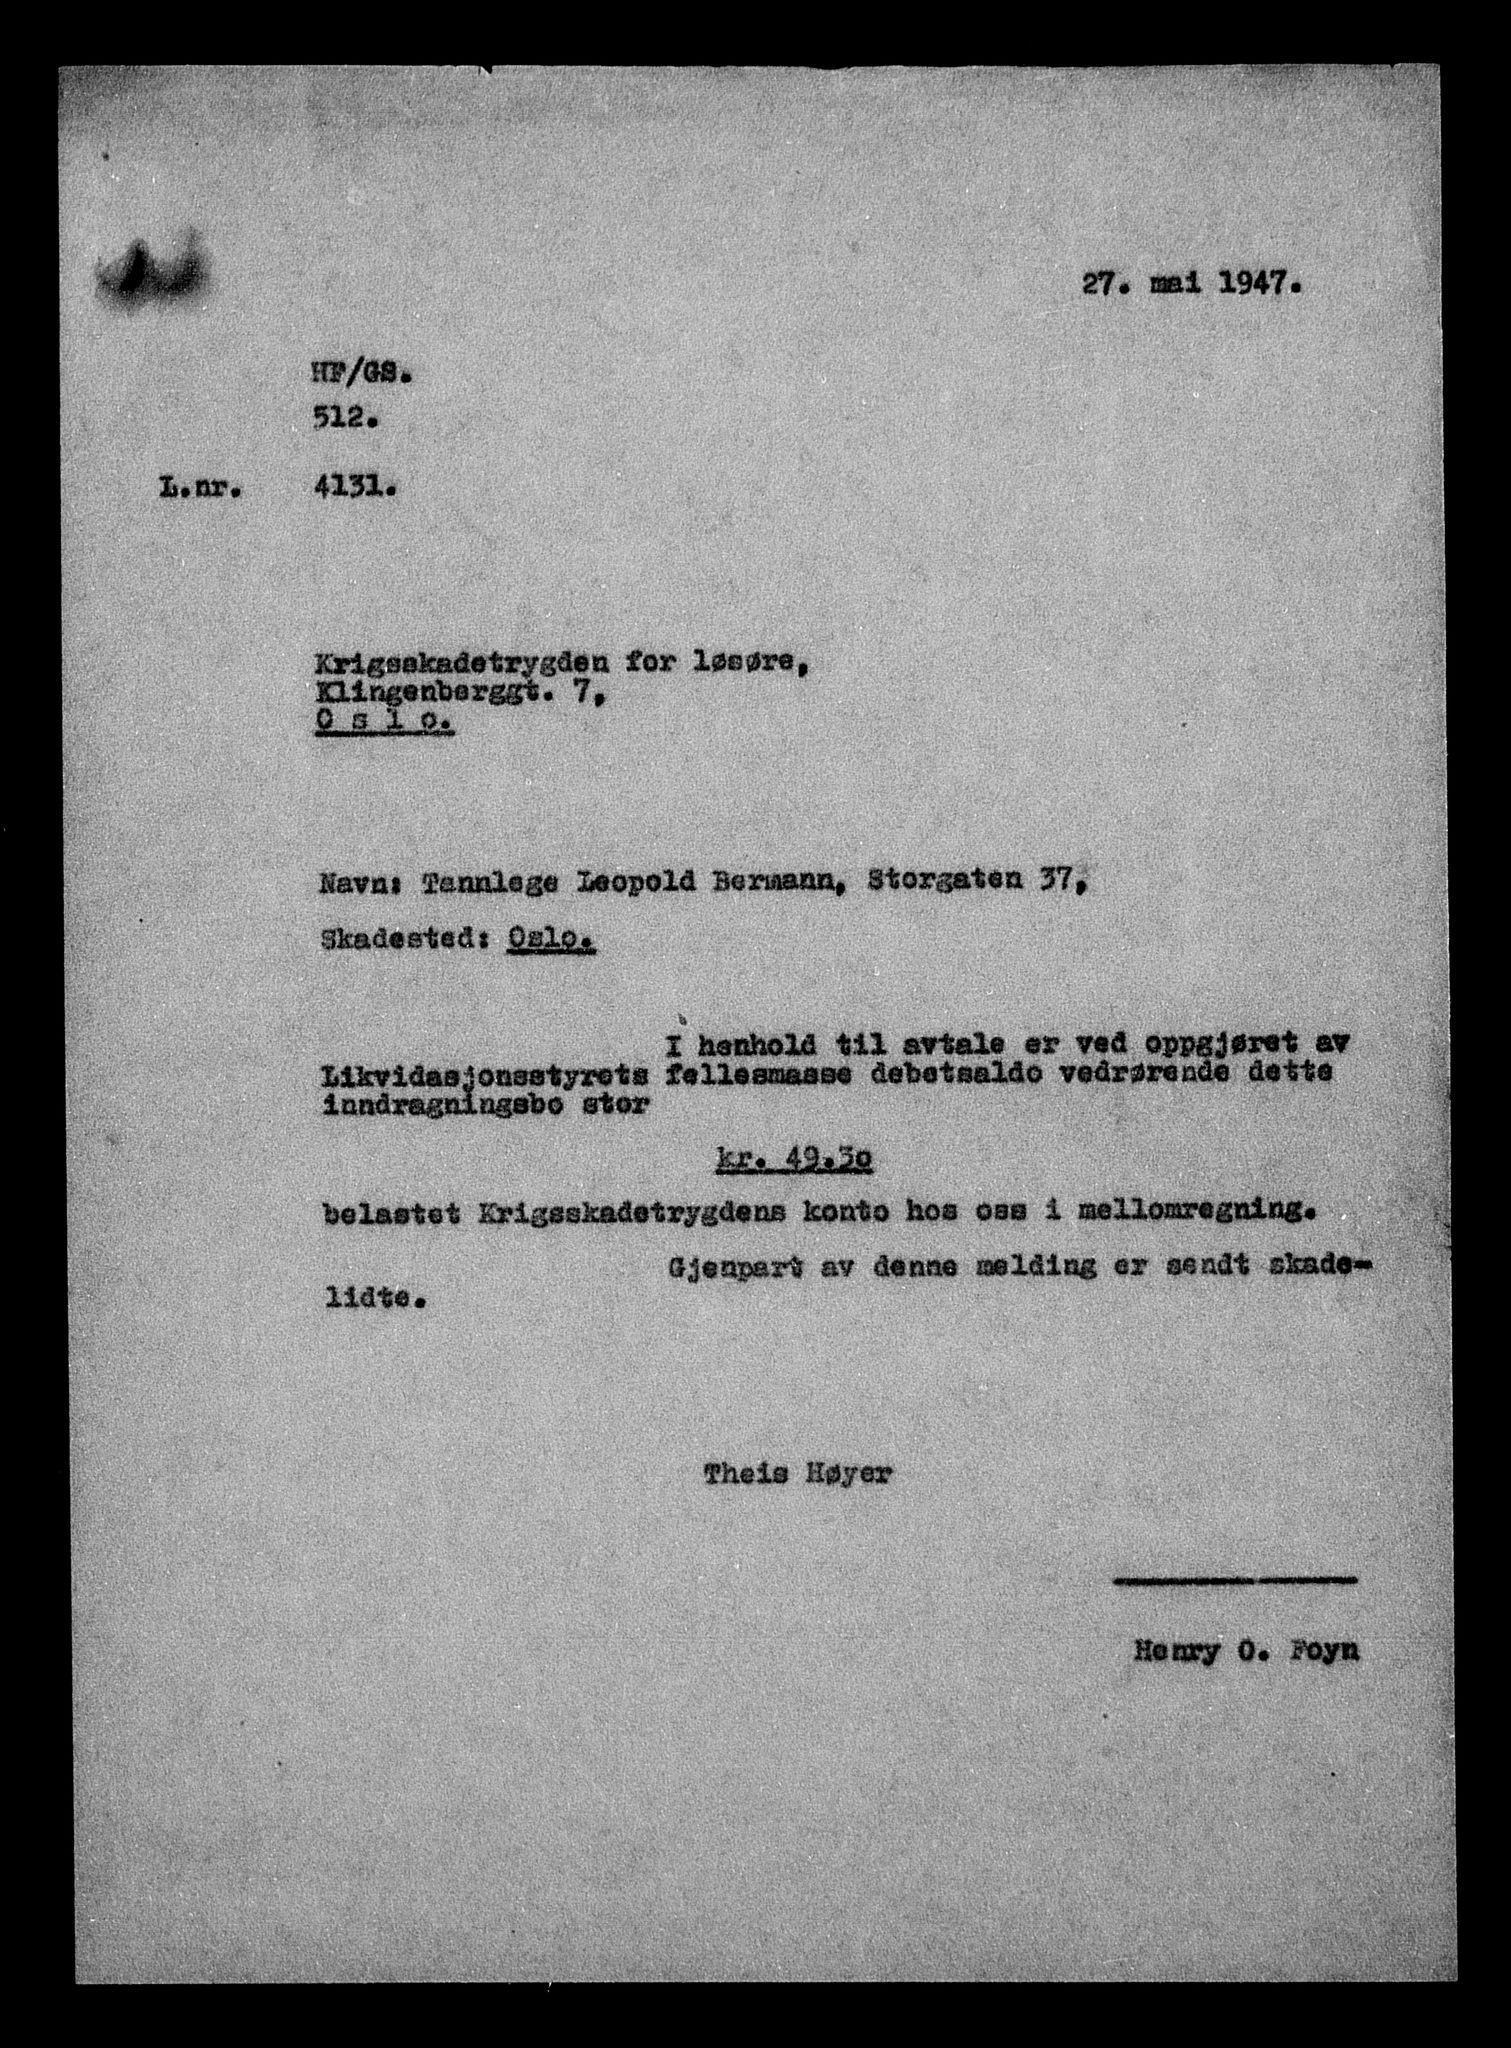 27. mai 1947.
HF/GS.
512.
L.nr. 4131.
Krigsskadetrygden for løsøre,
Klingenberggt. 7,
O s l o.
Navn: Tannlege Leopold Bermann, Storgaten 37,
Skadested: Oslo.
I henhold til avtale er ved oppgjøret av
Likvidasjonsstyrets fellesmasse debetsaldo vedrørende dette
inndragningsbo stor
kr. 49.3o
belastet Krigsskadetrygdens konto hos oss i mellomregning.
Gjenpart av denne melding er sendt skade-
lidte.
Theis Høyer
Henry O. Foyn